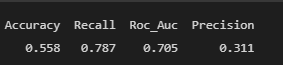 Accuracy Recall Roc_Auc Precision
0.558 0.787 0.705 0.311